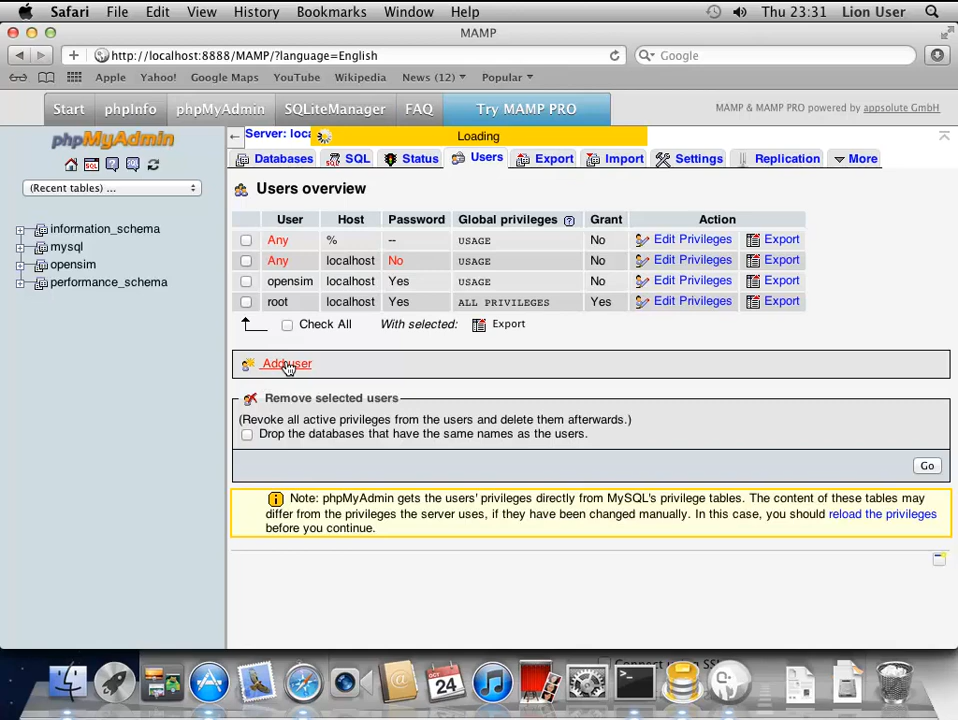 Safari File Edit View History Bookmarks Window Help Thu 23:31 Lion User
MAMP
http://localhost:8888/MAMP/?language=English
Google
Apple Yahoo! Google Maps YouTube Wikipedia News (12) Popular
Start phpInfo phpMyAdmin SQLiteManager FAQ Try MAMP PRO MAMP & MAMP PRO powered by appsolute GmbH
phpMyAdmin
(Recent tables) ...
information_schema
mysql
opensim
performance_schema
Server: loca
Loading
Databases SQL Status Users Export Import Settings Replication More
Users overview
User Host Password Global privileges Grant Action
Any % -- USAGE No Edit Privileges Export
Any localhost No USAGE No Edit Privileges Export
opensim localhost Yes USAGE No Edit Privileges Export
root localhost Yes ALL PRIVILEGES Yes Edit Privileges Export
Check All With selected: Export
Add user
Remove selected users
(Revoke all active privileges from the users and delete them afterwards.)
Drop the databases that have the same names as the users.
Go
Note: phpMyAdmin gets the users' privileges directly from MySQL's privilege tables. The content of these tables may
differ from the privileges the server uses, if they have been changed manually. In this case, you should reload the privileges
before you continue.
OCT
24